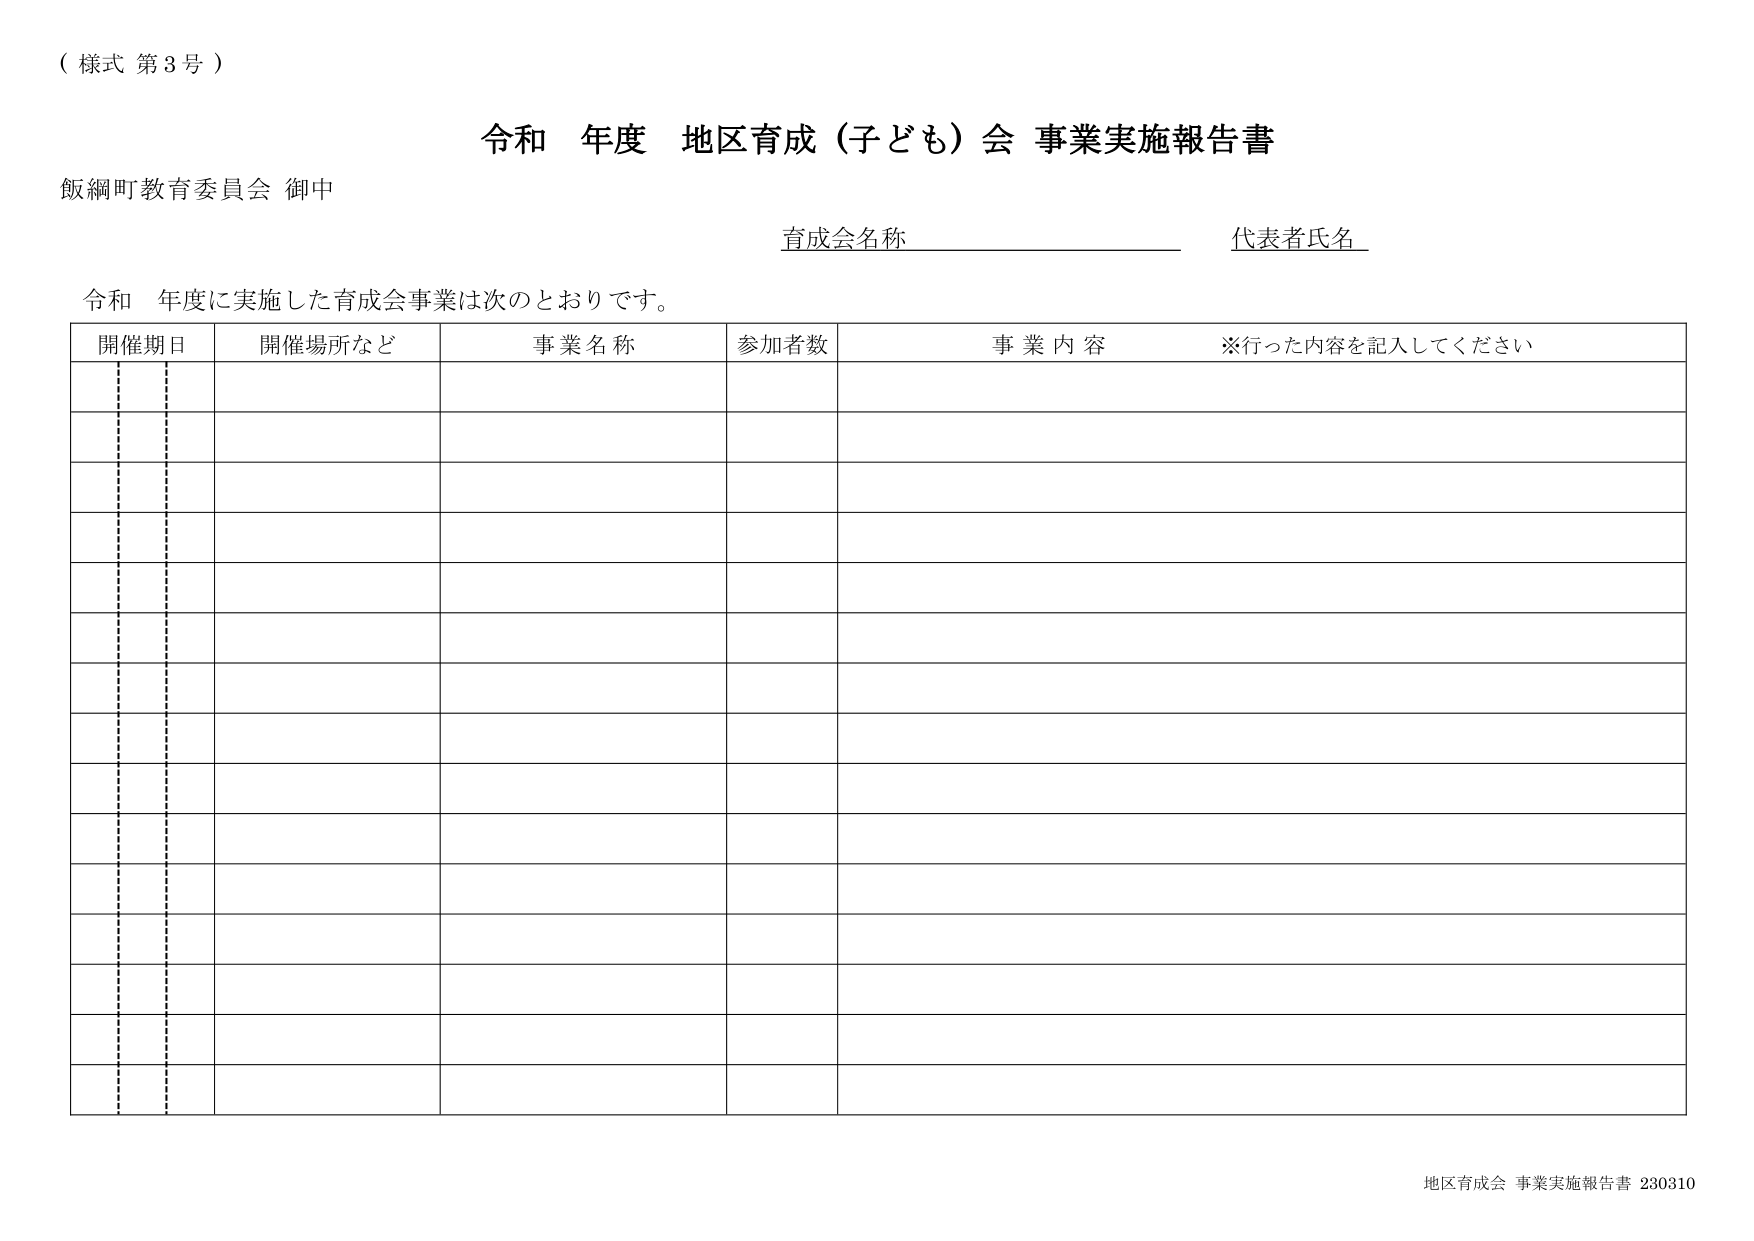 （ 様式 第３号 ）
令和　年度　地区育成（子ども）会 事業実施報告書
飯綱町教育委員会 御中
育成会名称　　　代表者氏名
令和　年度に実施した育成会事業は次のとおりです。
開催期日　開催場所など　事 業 名 称　参加者数　事 業 内 容　※行った内容を記入してください
地区育成会 事業実施報告書 230310